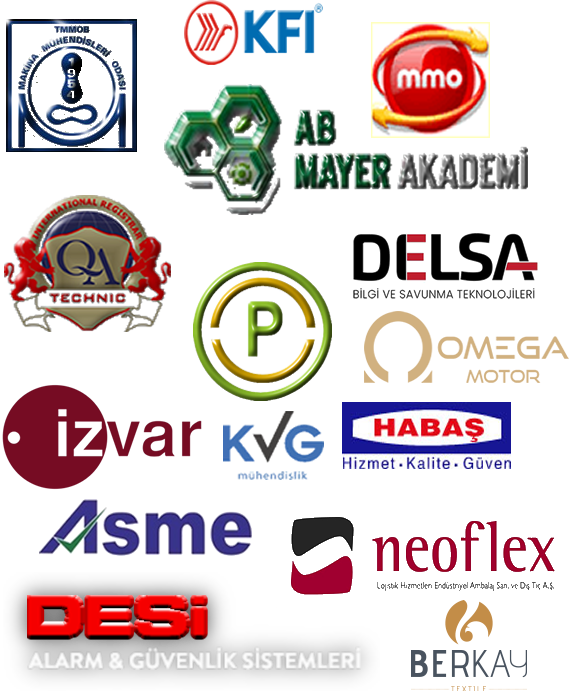 TMMOB
MAKİNA MÜHENDİSLERİ ODASI
1954
KFI®
mmo
AB
MAYER AKADEMİ
INTERNATIONAL REGISTRAR
QA
TECHNIC
DELSA
BİLGİ VE SAVUNMA TEKNOLOJİLERİ
P
OMEGA
MOTOR
izvar
KVG
mühendislik
HABAŞ
Hizmet · Kalite · Güven
Asme
neoflex
Lojistik Hizmetleri Endüstriyel Ambalaj San. ve Dış Tic. A.Ş.
DESi
ALARM & GÜVENLİK SİSTEMLERİ
BERKAY
TEXTILE